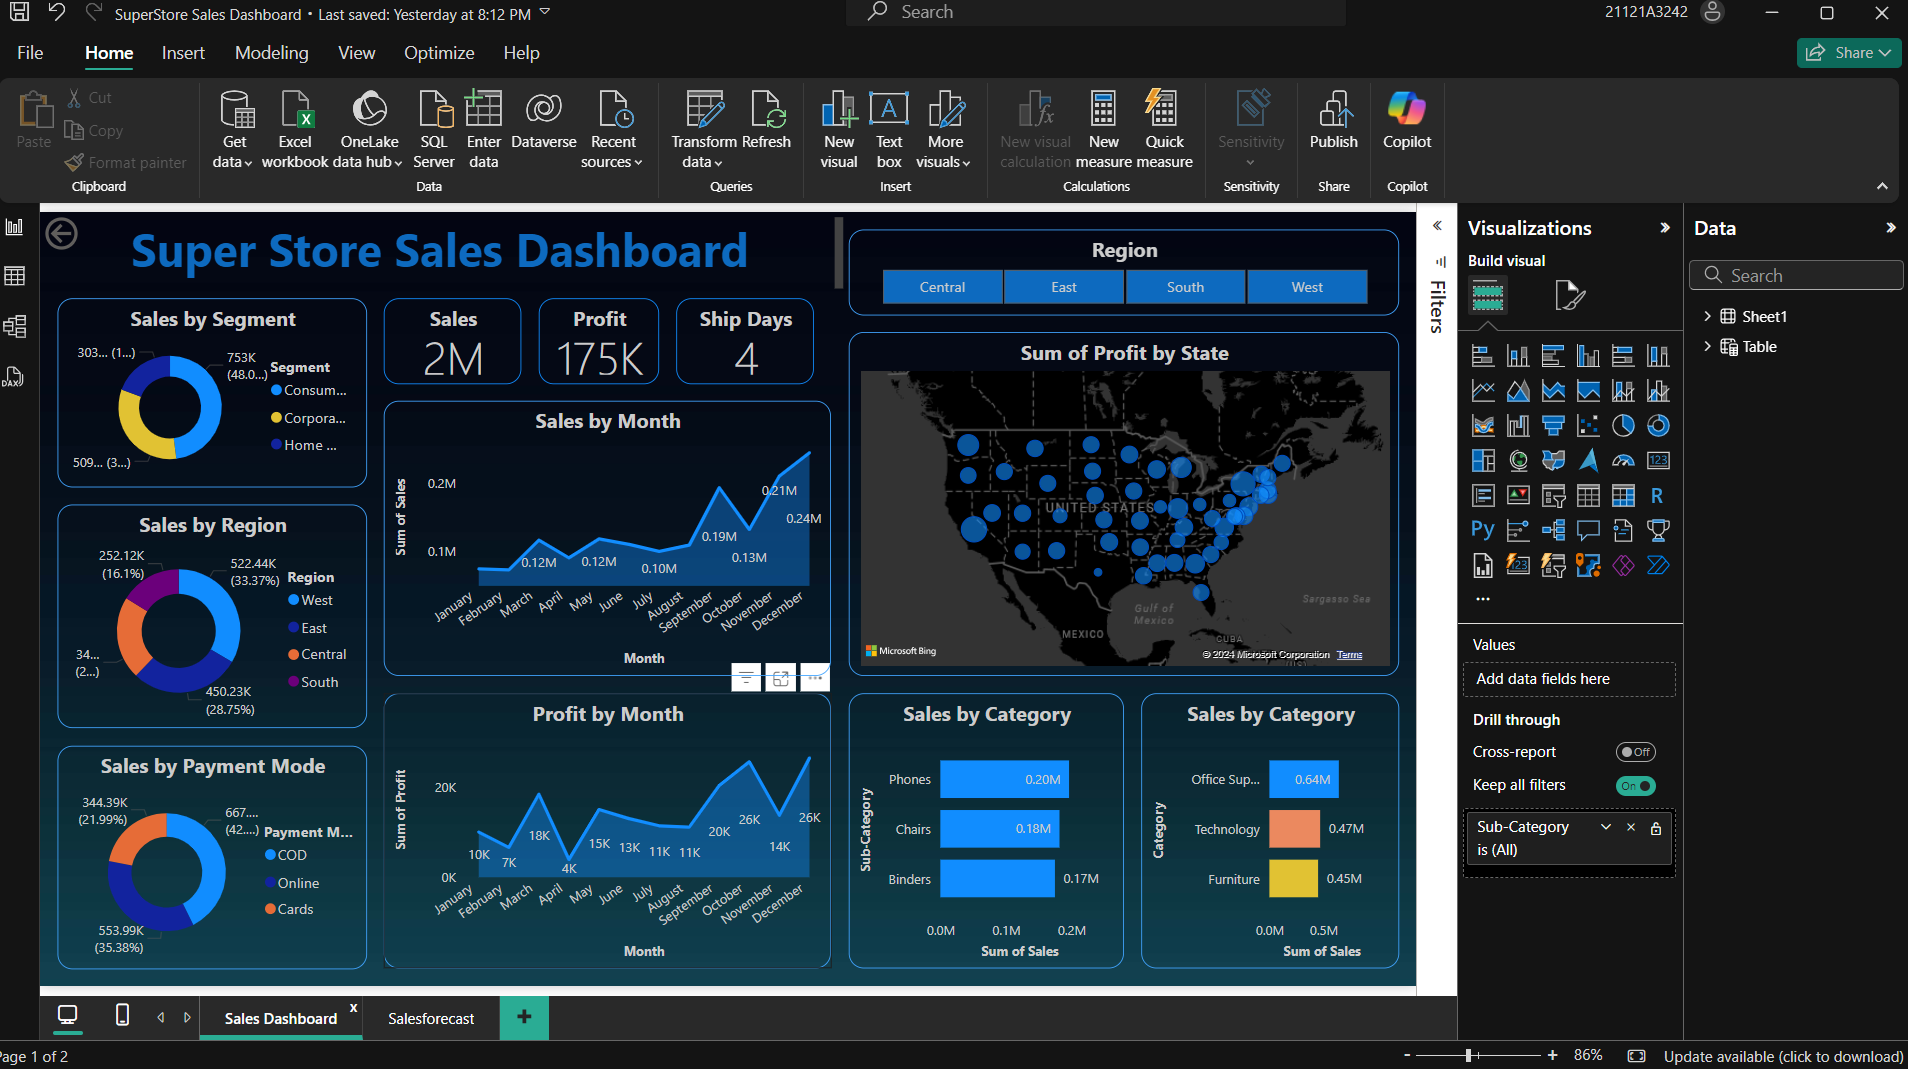 SuperStore Sales Dashboard • Last saved: Yesterday at 8:12 PM
Search
21121A3242
File
Home
Insert
Modeling
View
Optimize
Help
Share
Paste
Cut
Copy
Format painter
Clipboard
Get data
Excel workbook
OneLake data hub
SQL Server
Enter data
Dataverse
Recent sources
Data
Transform data
Refresh
Queries
New visual
Text box
More visuals
Insert
New visual calculation
New measure
Quick measure
Calculations
Sensitivity
Sensitivity
Publish
Share
Copilot
Copilot
Super Store Sales Dashboard
Sales by Segment
303... (1...)
753K
(48.0...)
509... (3...)
Segment
Consum...
Corpora...
Home ...
Sales
2M
Profit
175K
Ship Days
4
Region
Central
East
South
West
Sales by Region
252.12K
(16.1%)
522.44K
(33.37%)
34...
(2...)
450.23K
(28.75%)
Region
West
East
Central
South
Sales by Month
Sum of Sales
0.2M
0.1M
0.12M
0.12M
0.10M
0.19M
0.13M
0.21M
0.24M
January
February
March
April
May
June
July
August
September
October
November
December
Month
Sum of Profit by State
UNITED STATES
MEXICO
Gulf of
Mexico
CUBA
Sargasso Sea
Microsoft Bing
© 2024 Microsoft Corporation Terms
Sales by Payment Mode
344.39K
(21.99%)
667....
(42....)
553.99K
(35.38%)
Payment M...
COD
Online
Cards
Profit by Month
Sum of Profit
20K
0K
10K
7K
18K
4K
15K
13K
11K
11K
20K
26K
14K
26K
January
February
March
April
May
June
July
August
September
October
November
December
Month
Sales by Category
Sub-Category
Phones
0.20M
Chairs
0.18M
Binders
0.17M
0.0M
0.1M
0.2M
Sum of Sales
Sales by Category
Category
Office Sup...
0.64M
Technology
0.47M
Furniture
0.45M
0.0M
0.5M
Sum of Sales
Filters
Visualizations
Build visual
R
Py
123
123
DAX
Values
Add data fields here
Drill through
Cross-report
Off
Keep all filters
On
Sub-Category
is (All)
Data
Search
Sheet1
Table
Sales Dashboard
x
Salesforecast
+
Page 1 of 2
- + 86%
Update available (click to download)